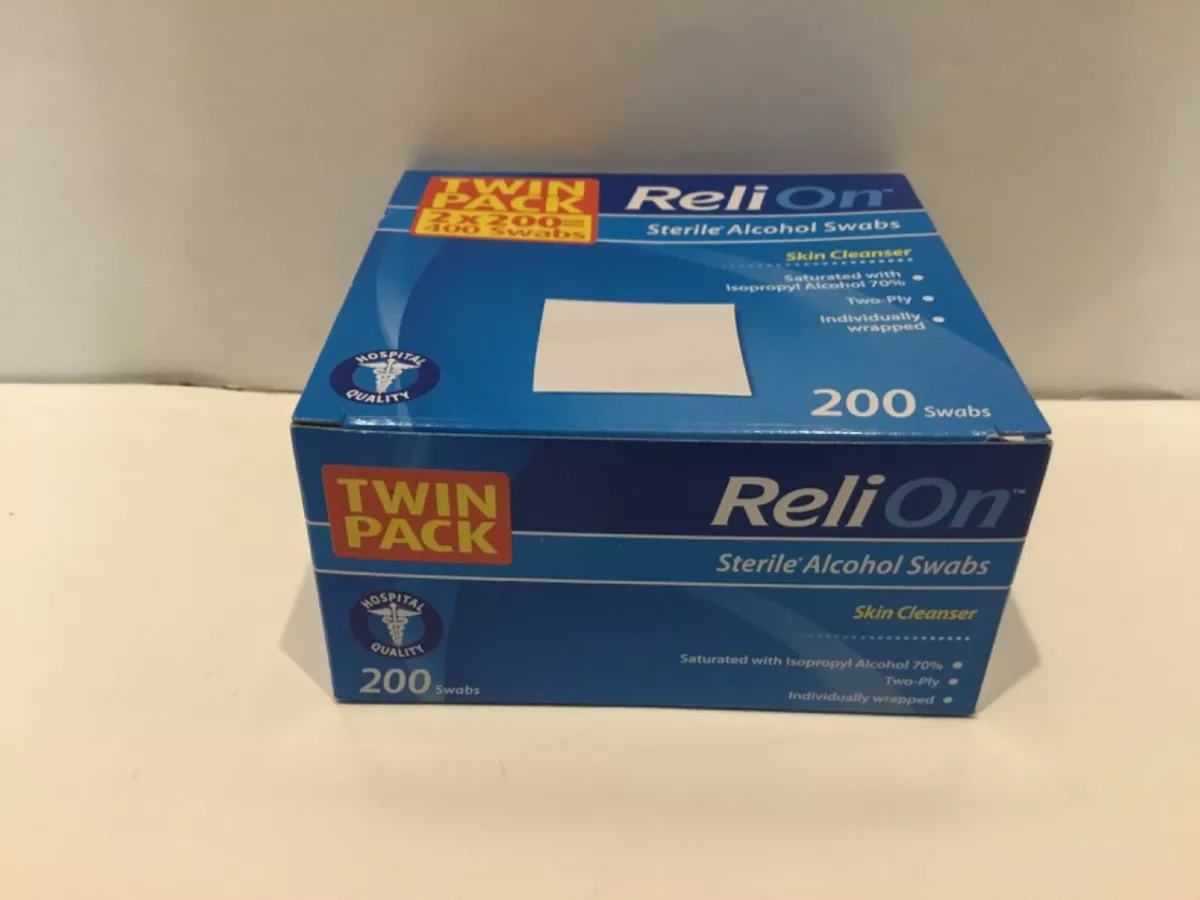 TWIN
PACK
2 x 200=
400 Swabs
ReliOn™
Sterile* Alcohol Swabs
Skin Cleanser
Saturated with
Isopropyl Alcohol 70% •
Two-Ply •
Individually
wrapped •
HOSPITAL
QUALITY
200 Swabs
TWIN
PACK
ReliOn™
Sterile* Alcohol Swabs
Skin Cleanser
HOSPITAL
QUALITY
200 Swabs
Saturated with Isopropyl Alcohol 70% •
Two-Ply •
Individually wrapped •